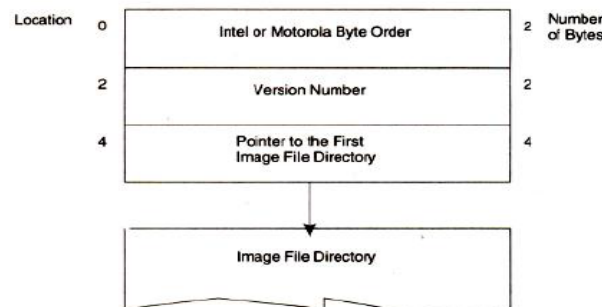 Location
Number
of Bytes
0
Intel or Motorola Byte Order
2
2
Version Number
2
4
Pointer to the First
Image File Directory
4
Image File Directory